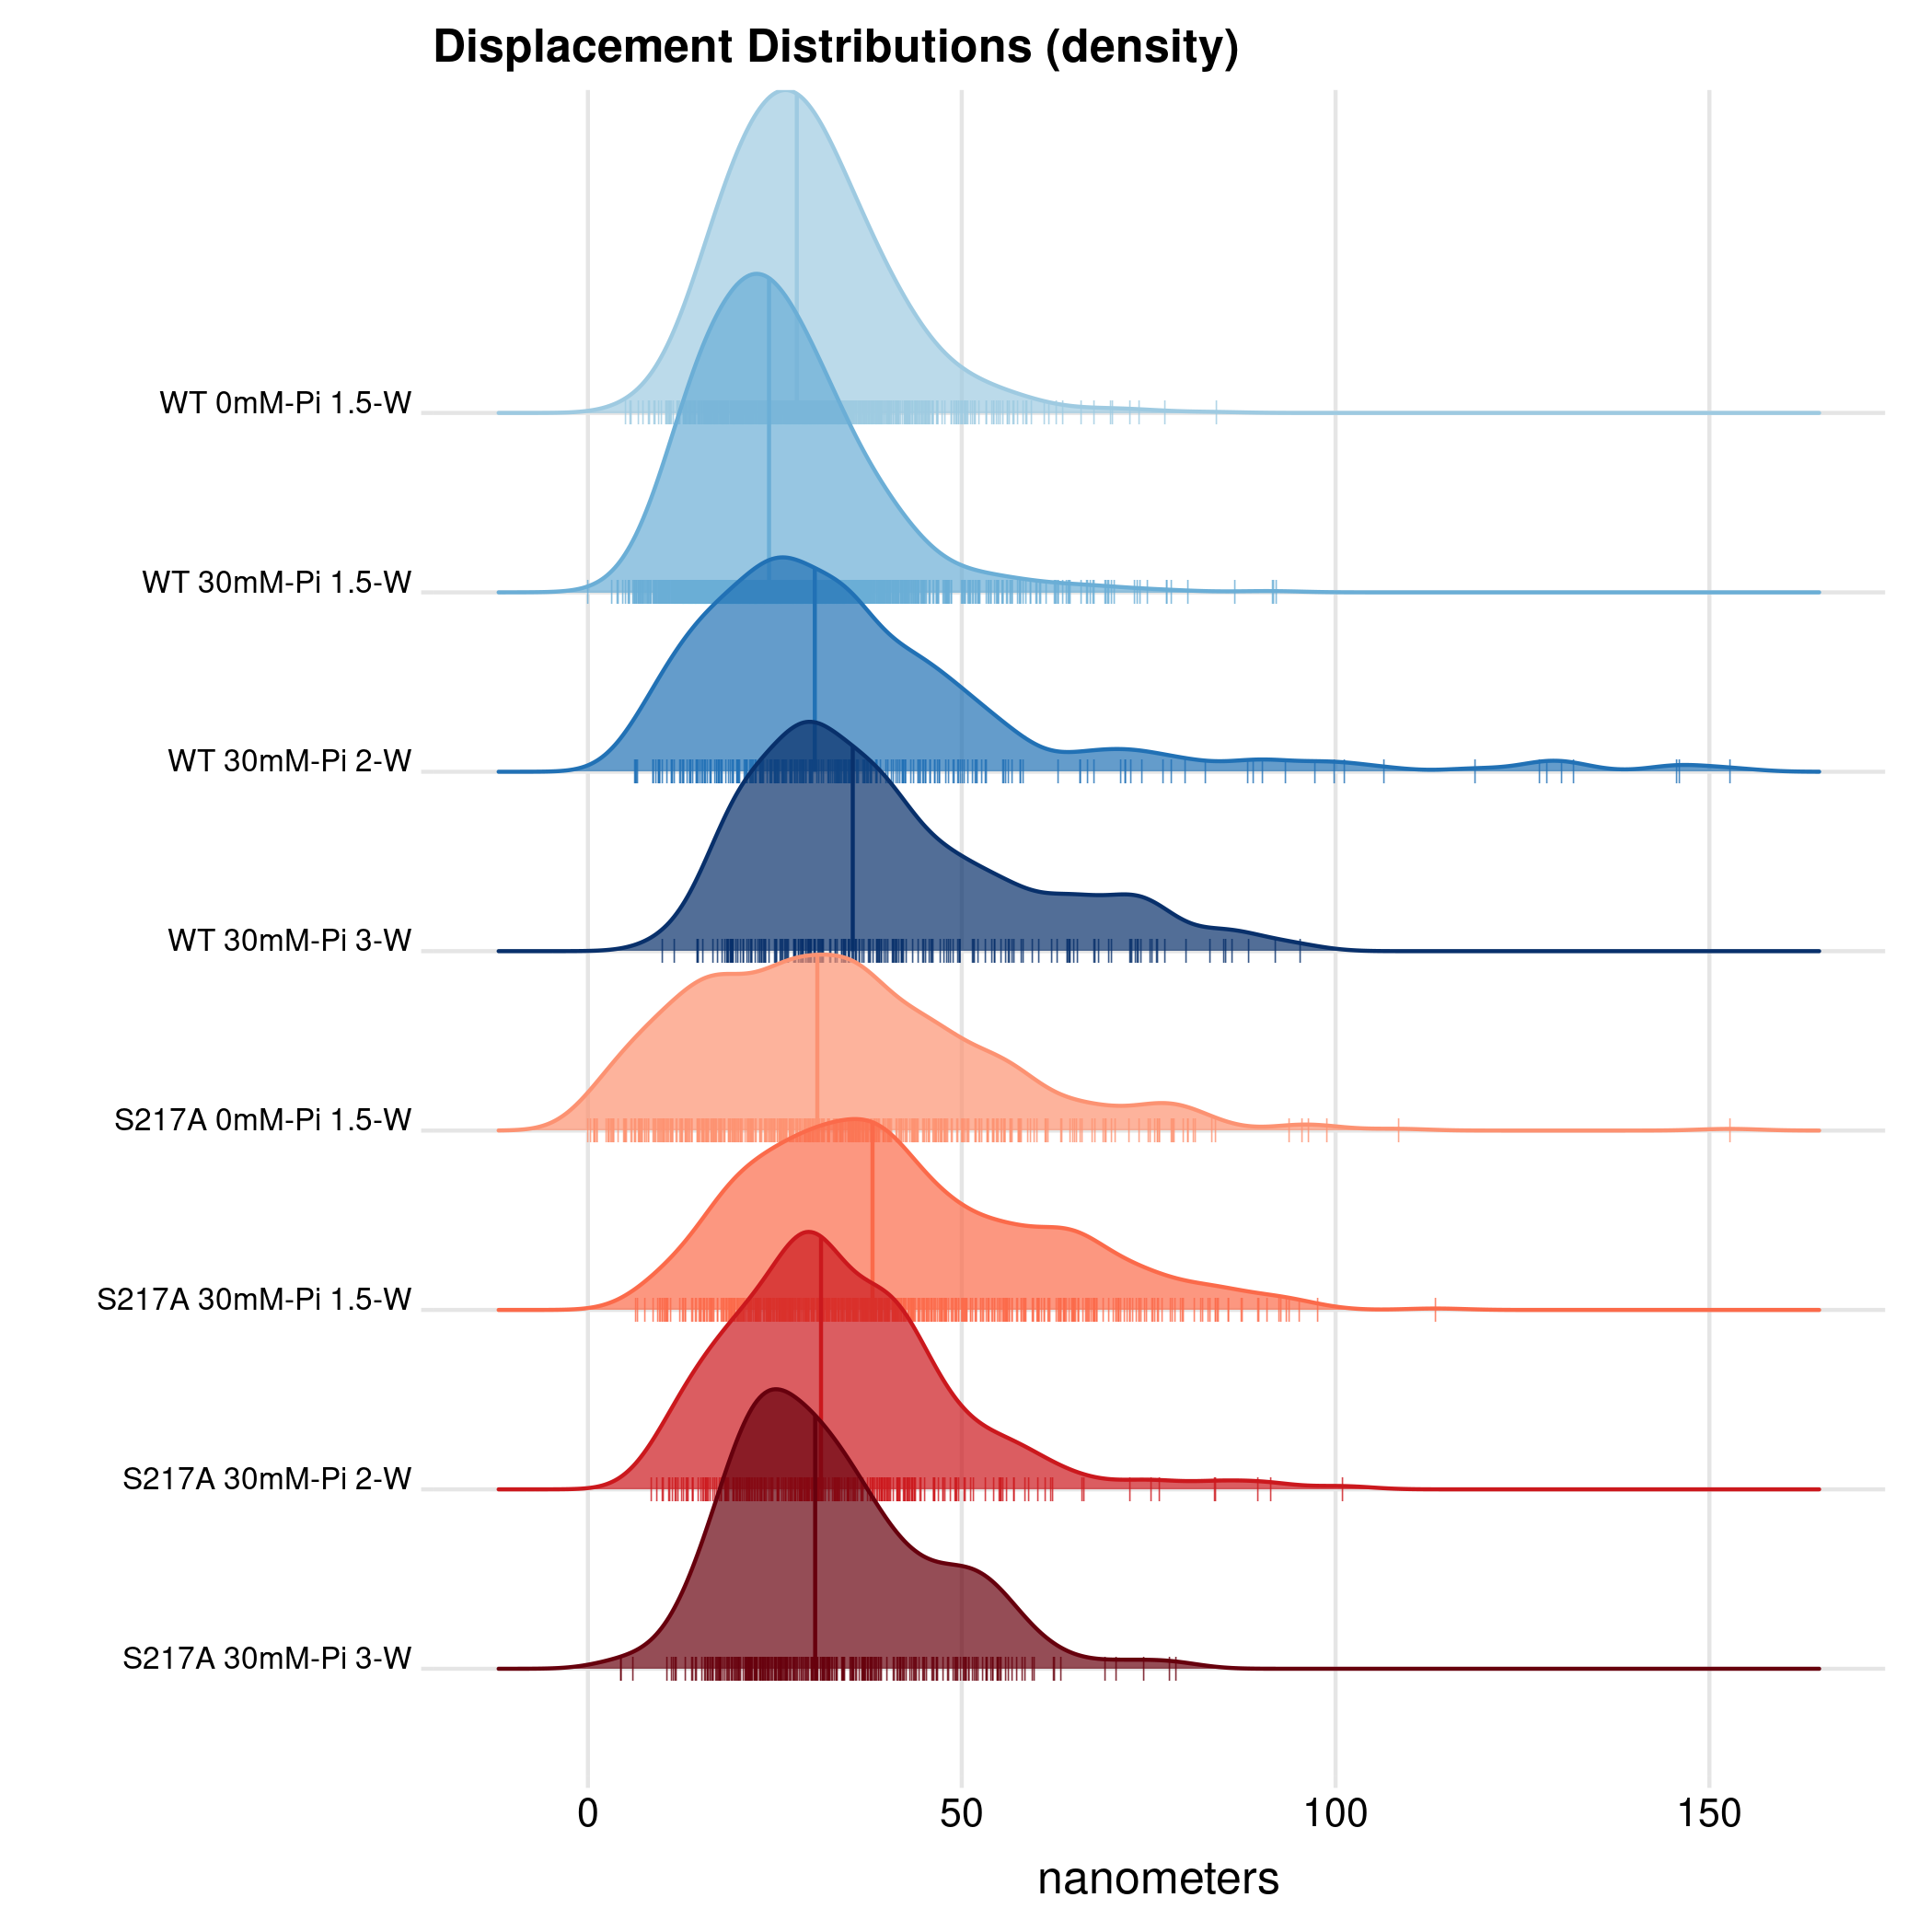 Displacement Distributions (density)
WT 0mM-Pi 1.5-W
WT 30mM-Pi 1.5-W
WT 30mM-Pi 2-W
WT 30mM-Pi 3-W
S217A 0mM-Pi 1.5-W
S217A 30mM-Pi 1.5-W
S217A 30mM-Pi 2-W
S217A 30mM-Pi 3-W
0 50 100 150
nanometers